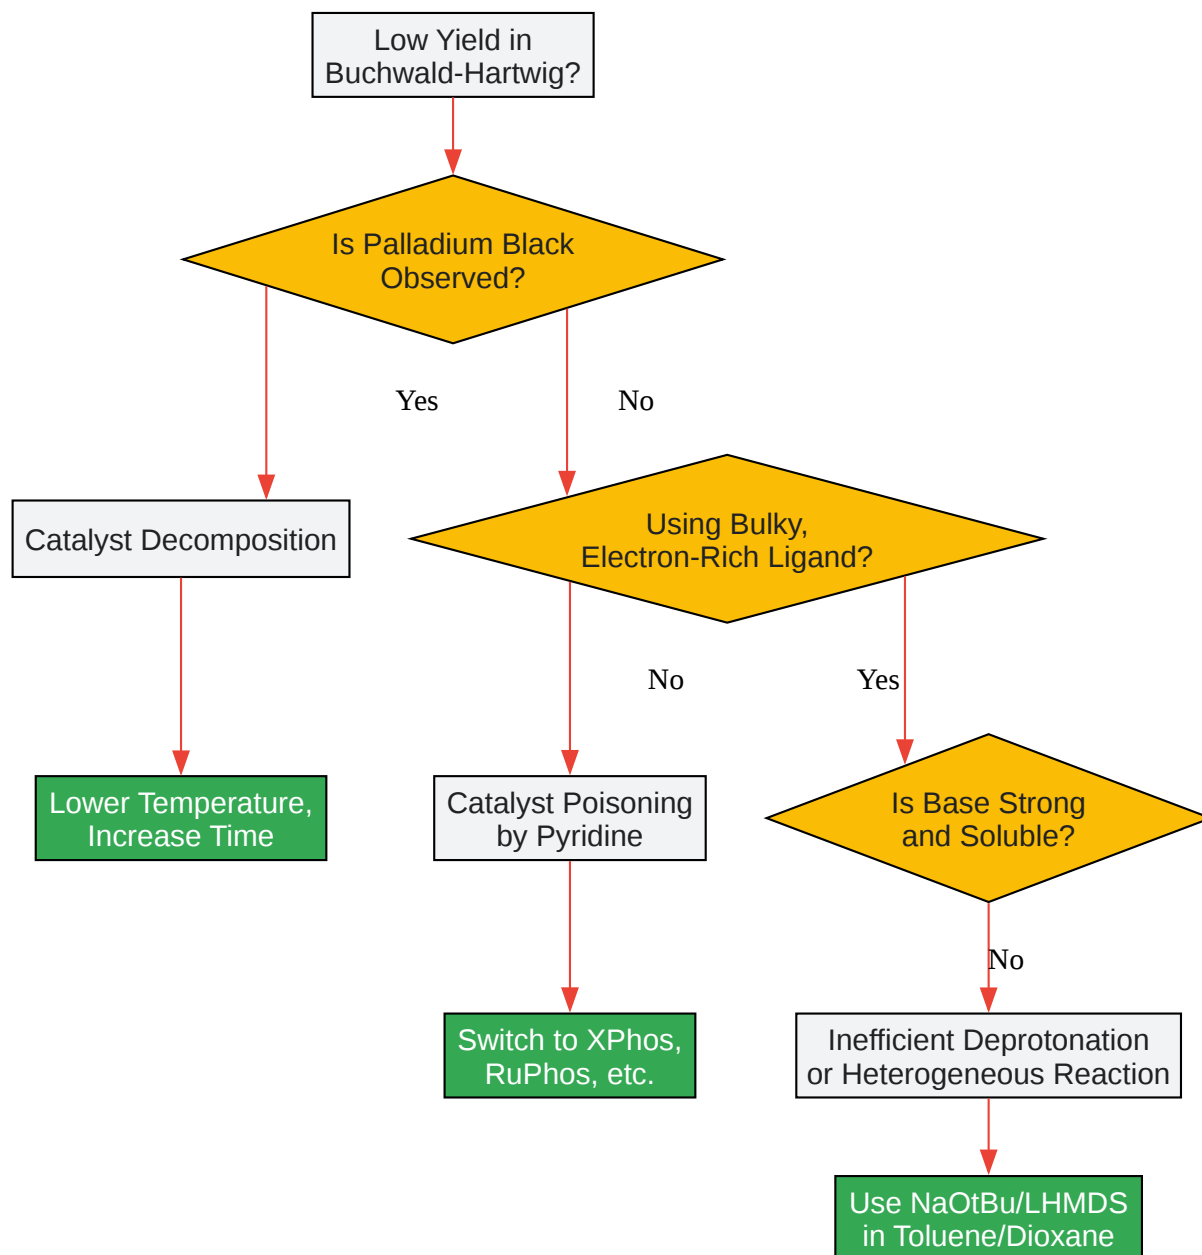 Low Yield in
Buchwald-Hartwig?
Is Palladium Black
Observed?
Yes
No
Catalyst Decomposition
Using Bulky,
Electron-Rich Ligand?
No
Yes
Lower Temperature,
Increase Time
Catalyst Poisoning
by Pyridine
Is Base Strong
and Soluble?
No
Switch to XPhos,
RuPhos, etc.
Inefficient Deprotonation
or Heterogeneous Reaction
Use NaOtBu/LHMDS
in Toluene/Dioxane